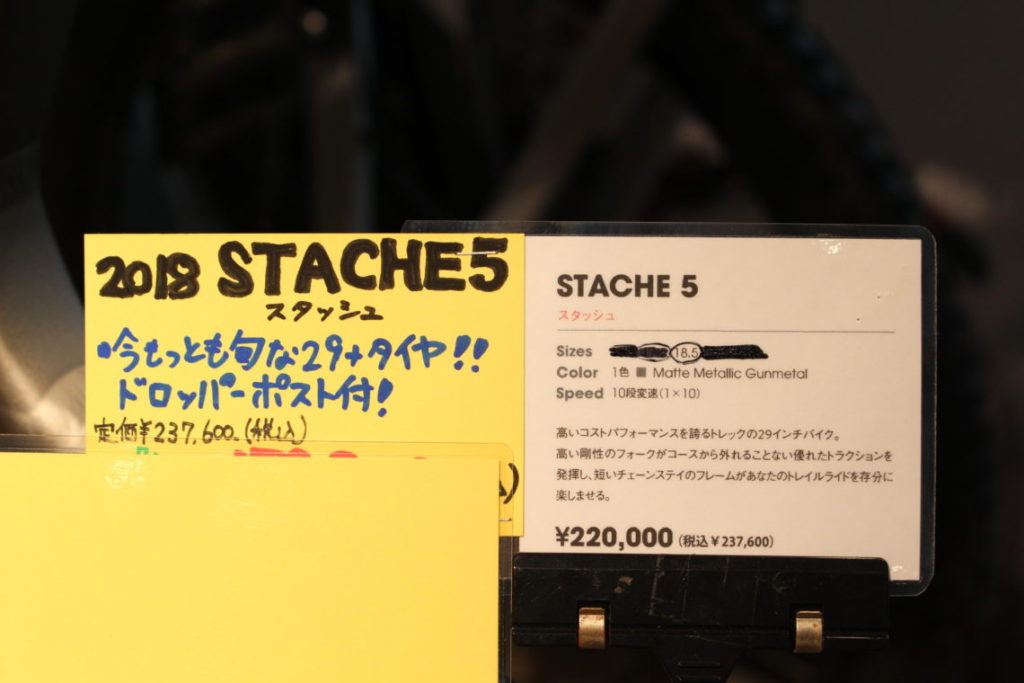 2018 STACHE5
スタッシュ
•今もっとも旬な29+タイヤ!!
ドロッパーポスト付!
定価¥237,600.(税込)
STACHE 5
スタッシュ
Sizes 18.5
Color 1色 ■ Matte Metallic Gunmetal
Speed 10段変速(1×10)
高いコストパフォーマンスを誇るトレックの29インチバイク。
高い剛性のフォークがコースから外れることない優れたトラクションを
発揮し、短いチェーンステイのフレームがあなたのトレイルライドを存分に
楽しませる。
¥220,000(税込¥237,600)